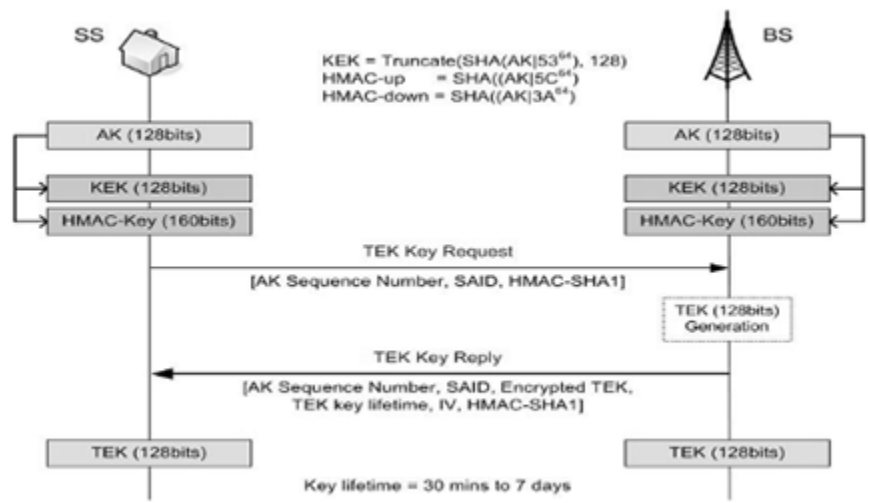 SS
BS
KEK = Truncate(SHA(AK|53^64), 128)
HMAC-up = SHA((AK|5C^64)
HMAC-down = SHA((AK|3A^64)
AK (128bits)
AK (128bits)
KEK (128bits)
KEK (128bits)
HMAC-Key (160bits)
HMAC-Key (160bits)
TEK Key Request
[AK Sequence Number, SAID, HMAC-SHA1]
TEK (128bits)
Generation
TEK Key Reply
[AK Sequence Number, SAID, Encrypted TEK,
TEK key lifetime, IV, HMAC-SHA1]
TEK (128bits)
TEK (128bits)
Key lifetime = 30 mins to 7 days